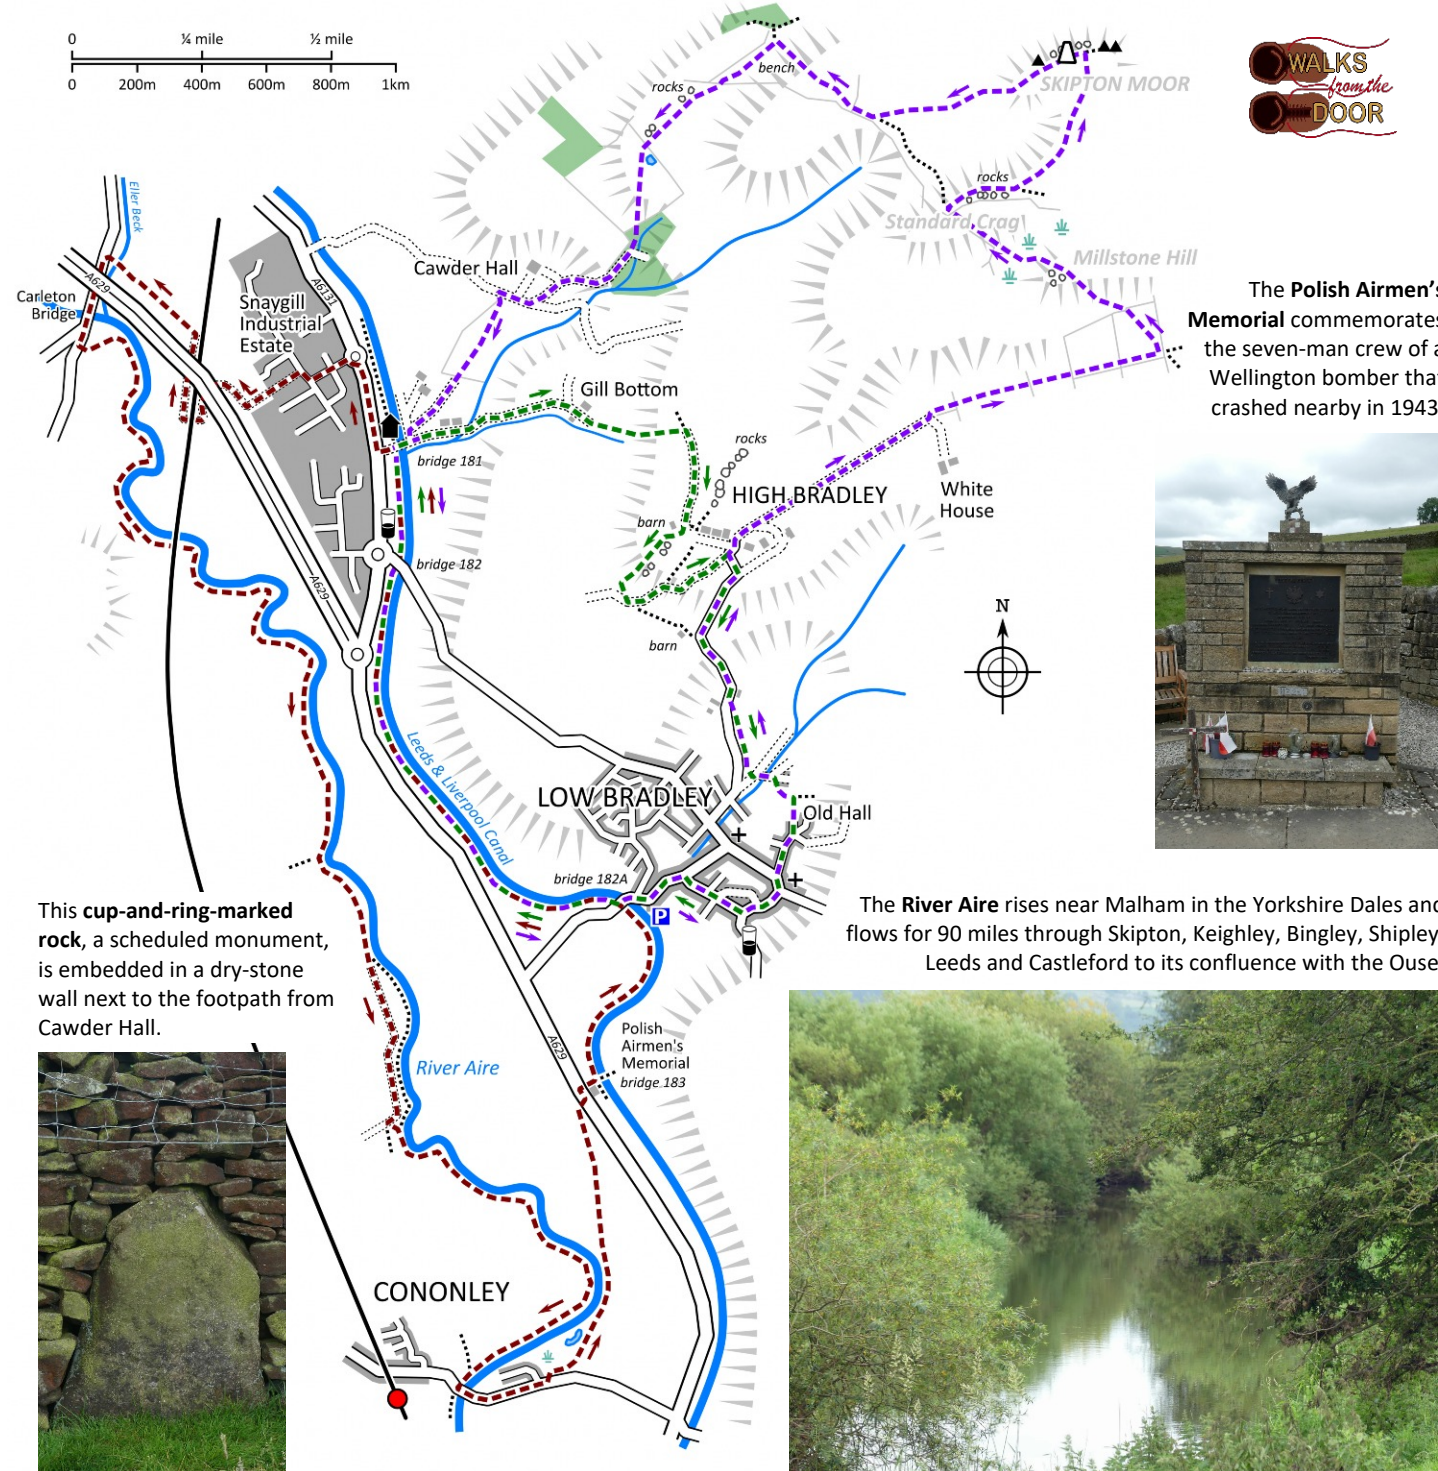 0 ¼ mile ½ mile
0 200m 400m 600m 800m 1km
WALKS
from the
DOOR
bench
rocks
SKIPTON MOOR
rocks
Standard Crag
Millstone Hill
Eller Beck
A629
Carleton
Bridge
A6131
Cawder Hall
Snaygill
Industrial
Estate
Gill Bottom
bridge 181
rocks
HIGH BRADLEY
White
House
barn
bridge 182
A629
barn
N
Leeds & Liverpool Canal
LOW BRADLEY
Old Hall
bridge 182A
P
A629
Polish
Airmen's
Memorial
bridge 183
River Aire
CONONLEY
The Polish Airmen's
Memorial commemorates
the seven-man crew of a
Wellington bomber that
crashed nearby in 1943
This cup-and-ring-marked
rock, a scheduled monument,
is embedded in a dry-stone
wall next to the footpath from
Cawder Hall.
The River Aire rises near Malham in the Yorkshire Dales and
flows for 90 miles through Skipton, Keighley, Bingley, Shipley
Leeds and Castleford to its confluence with the Ouse